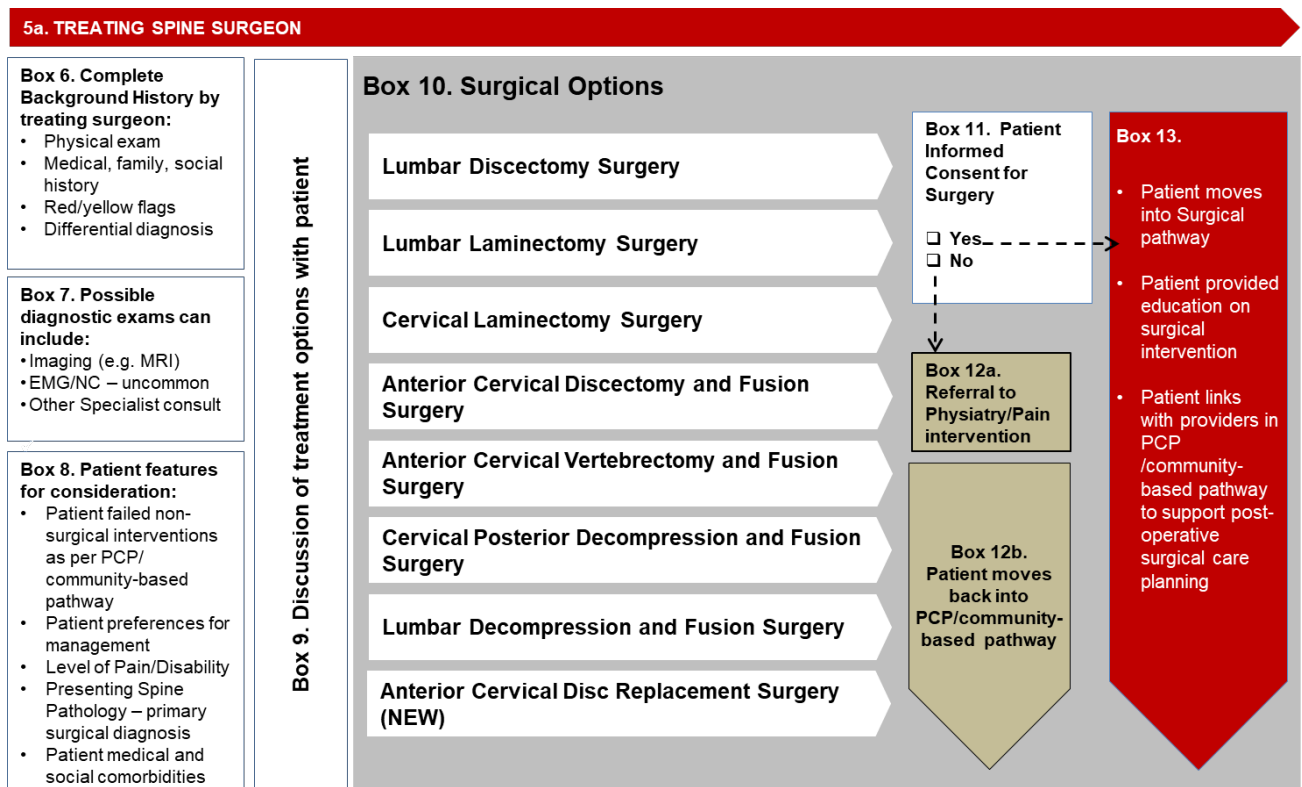 5a. TREATING SPINE SURGEON
Box 6. Complete
Background History by
treating surgeon:
• Physical exam
• Medical, family, social
history
• Red/yellow flags
• Differential diagnosis
Box 7. Possible
diagnostic exams can
include:
• Imaging (e.g. MRI)
• EMG/NC – uncommon
• Other Specialist consult
Box 8. Patient features
for consideration:
• Patient failed non-
surgical interventions
as per PCP/
community-based
pathway
• Patient preferences for
management
• Level of Pain/Disability
• Presenting Spine
Pathology – primary
surgical diagnosis
• Patient medical and
social comorbidities
Box 9. Discussion of treatment options with patient
Box 10. Surgical Options
Lumbar Discectomy Surgery
Lumbar Laminectomy Surgery
Cervical Laminectomy Surgery
Anterior Cervical Discectomy and Fusion
Surgery
Anterior Cervical Vertebrectomy and Fusion
Surgery
Cervical Posterior Decompression and Fusion
Surgery
Lumbar Decompression and Fusion Surgery
Anterior Cervical Disc Replacement Surgery
(NEW)
Box 11. Patient
Informed
Consent for
Surgery
❑ Yes
❑ No
Box 12a.
Referral to
Physiatry/Pain
intervention
Box 12b.
Patient moves
back into
PCP/community-
based pathway
Box 13.
• Patient moves
into Surgical
pathway
• Patient provided
education on
surgical
intervention
• Patient links
with providers in
PCP
/community-
based pathway
to support post-
operative
surgical care
planning